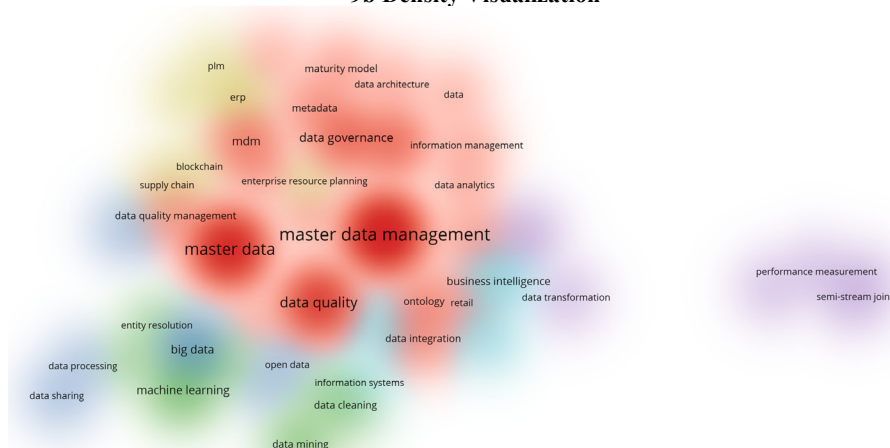 9b Density Visualization
plm
maturity model
data architecture
data
erp
metadata
mdm
data governance
information management
blockchain
supply chain
enterprise resource planning
data analytics
data quality management
master data management
master data
performance measurement
business intelligence
data transformation
semi-stream join
data quality
ontology
retail
entity resolution
data integration
big data
data processing
open data
information systems
machine learning
data sharing
data cleaning
data mining